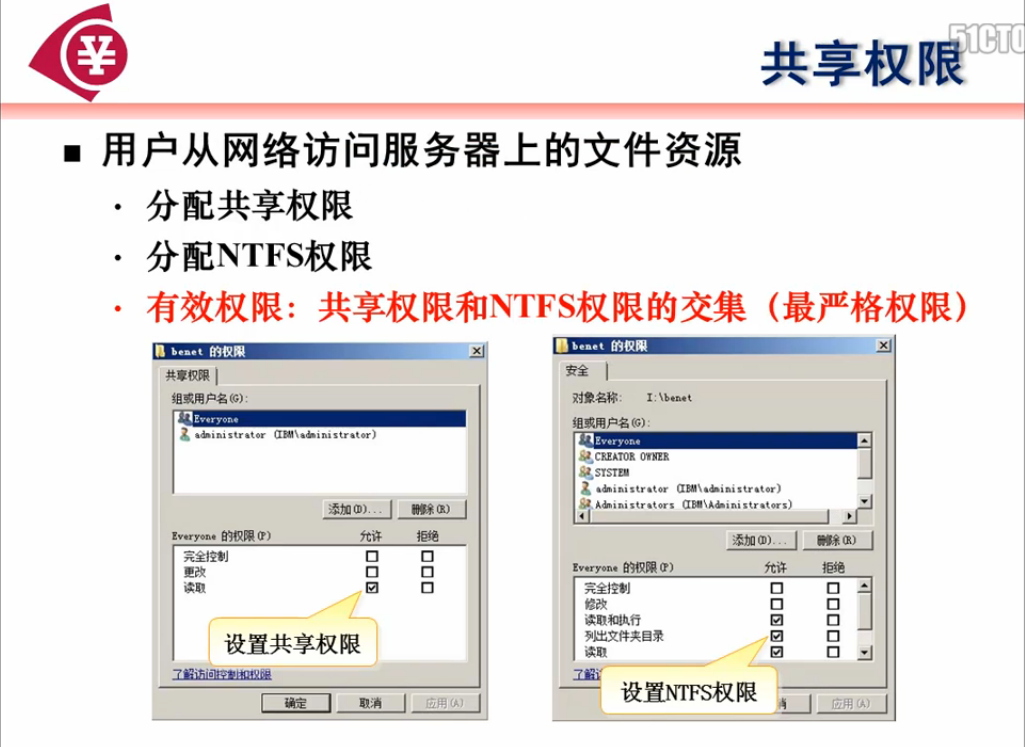 51CTO
共享权限
■ 用户从网络访问服务器上的文件资源
· 分配共享权限
· 分配NTFS权限
· 有效权限：共享权限和NTFS权限的交集（最严格权限）
benet 的权限
共享权限
组或用户名(G):
Everyone
administrator (IBM\administrator)
添加(D)...
删除(R)
Everyone 的权限(P)
允许
拒绝
完全控制
更改
读取
设置共享权限
了解访问控制和权限
确定
取消
应用(A)
benet 的权限
安全
对象名称: I:\benet
组或用户名(G):
Everyone
CREATOR OWNER
SYSTEM
administrator (IBM\administrator)
Administrators (IBM\Administrators)
添加(D)...
删除(R)
Everyone 的权限(P)
允许
拒绝
完全控制
修改
读取和执行
列出文件夹目录
读取
了解
设置NTFS权限
消
应用(A)